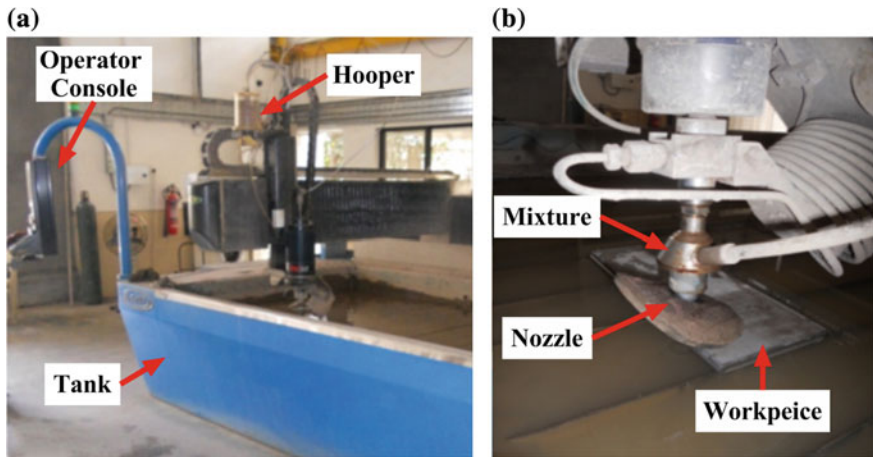 (a)
Operator
Console
Hooper
Tank
(b)
Mixture
Nozzle
Workpeice